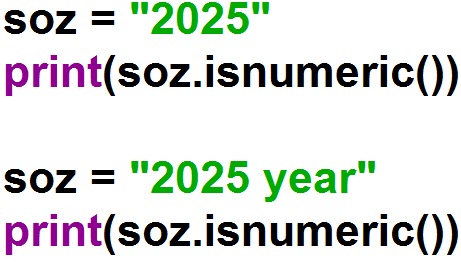 soz = "2025"
print(soz.isnumeric())
soz = "2025 year"
print(soz.isnumeric())